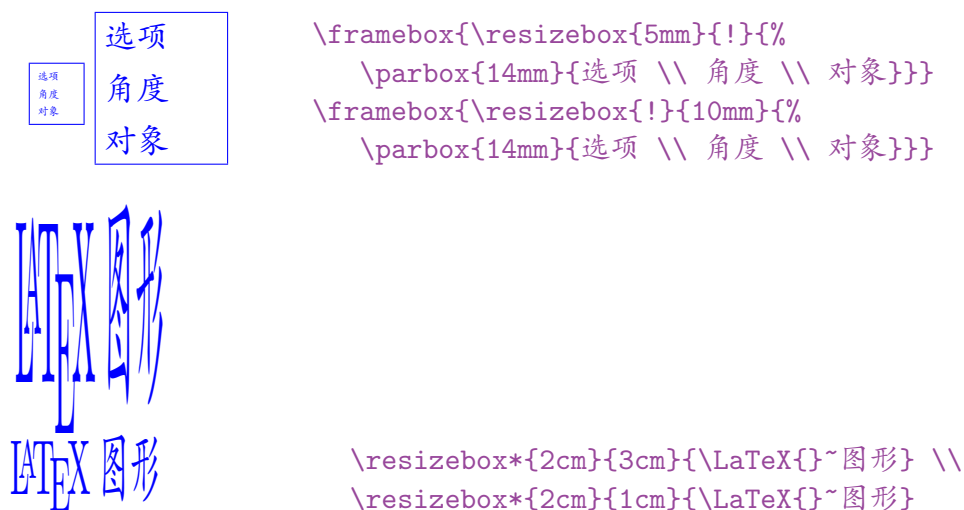 选项
角度
对象
选项
角度
对象
\framebox{\resizebox{5mm}{!}{%
\parbox{14mm}{选项 \\ 角度 \\ 对象}}}
\framebox{\resizebox{!}{10mm}{%
\parbox{14mm}{选项 \\ 角度 \\ 对象}}}
LATEX 图形
LATEX 图形
\resizebox*{2cm}{3cm}{\LaTeX{}~图形} \\
\resizebox*{2cm}{1cm}{\LaTeX{}~图形}